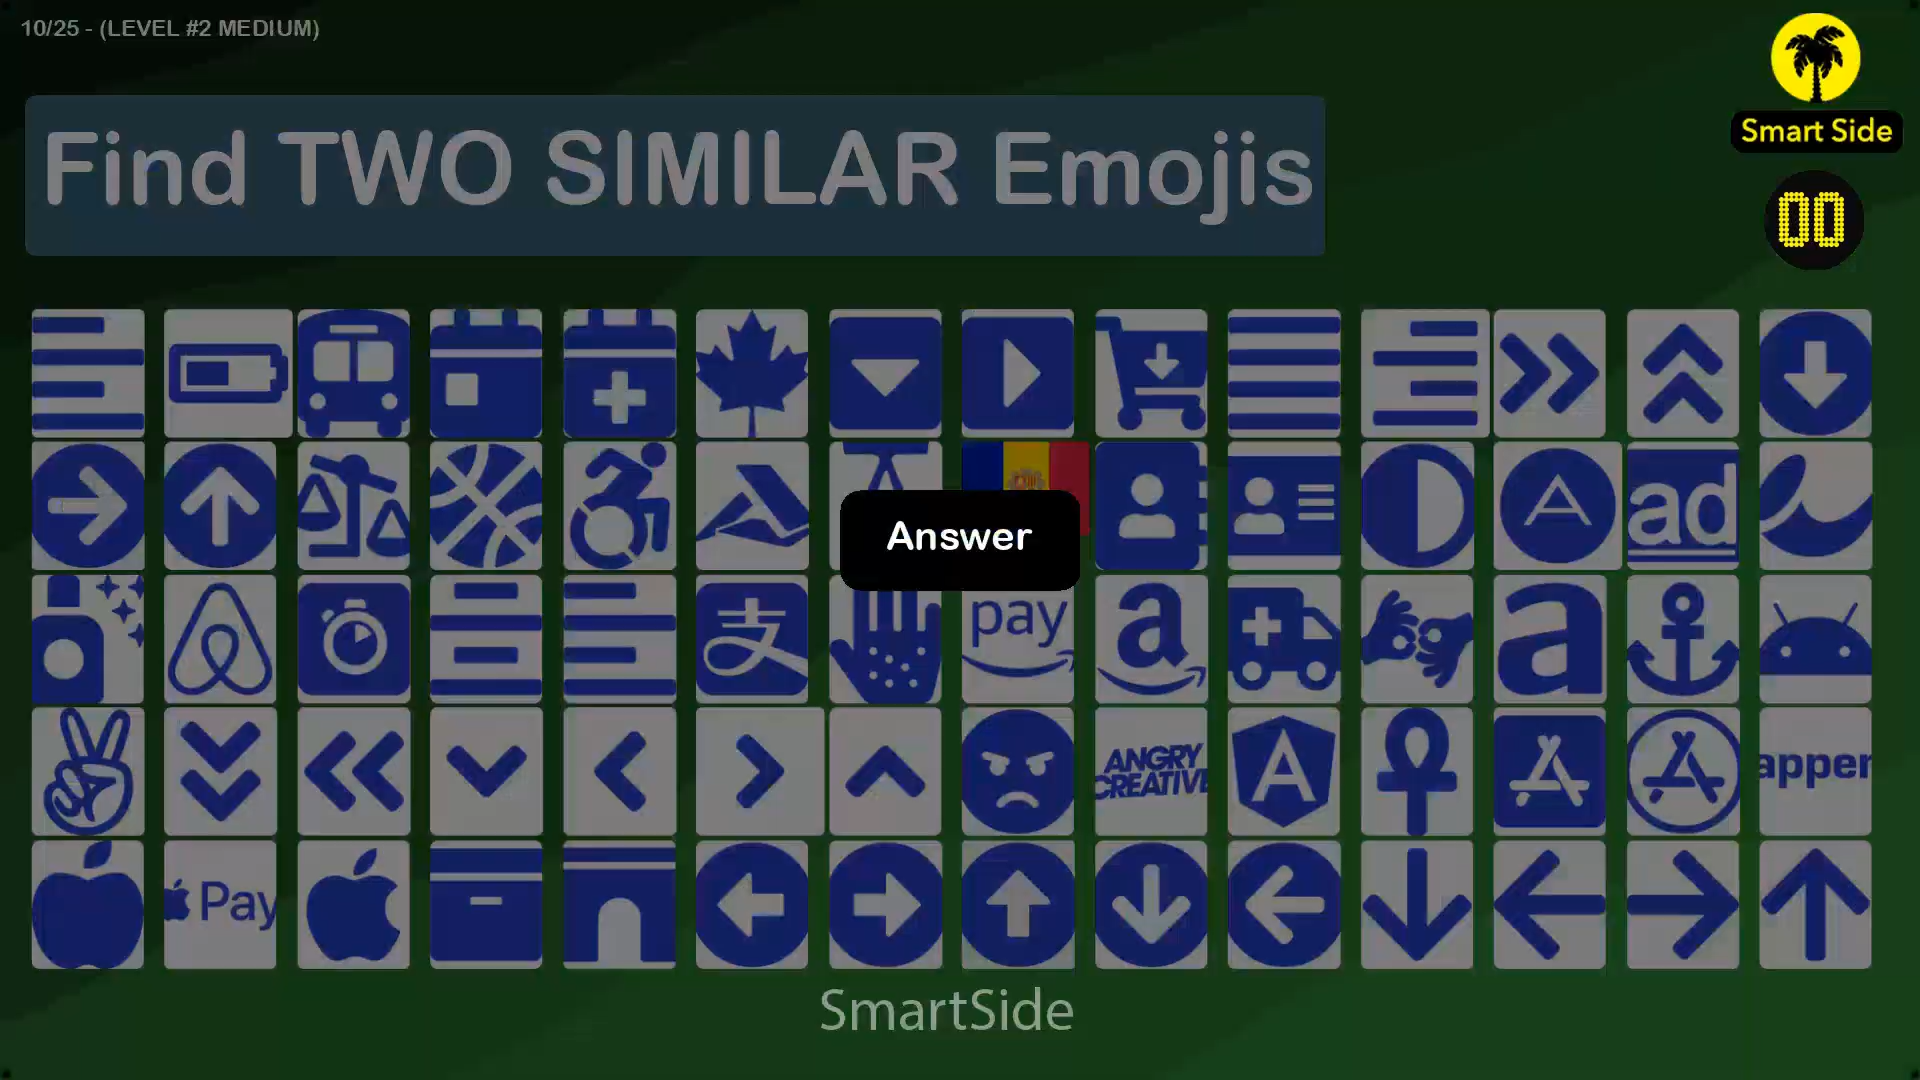 10/25 - (LEVEL #2 MEDIUM)
Find TWO SIMILAR Emojis
Smart Side
00
ad
Answer
支
pay
a
a
ANGRY
CREATIVE
A
apper
Pay
SmartSide